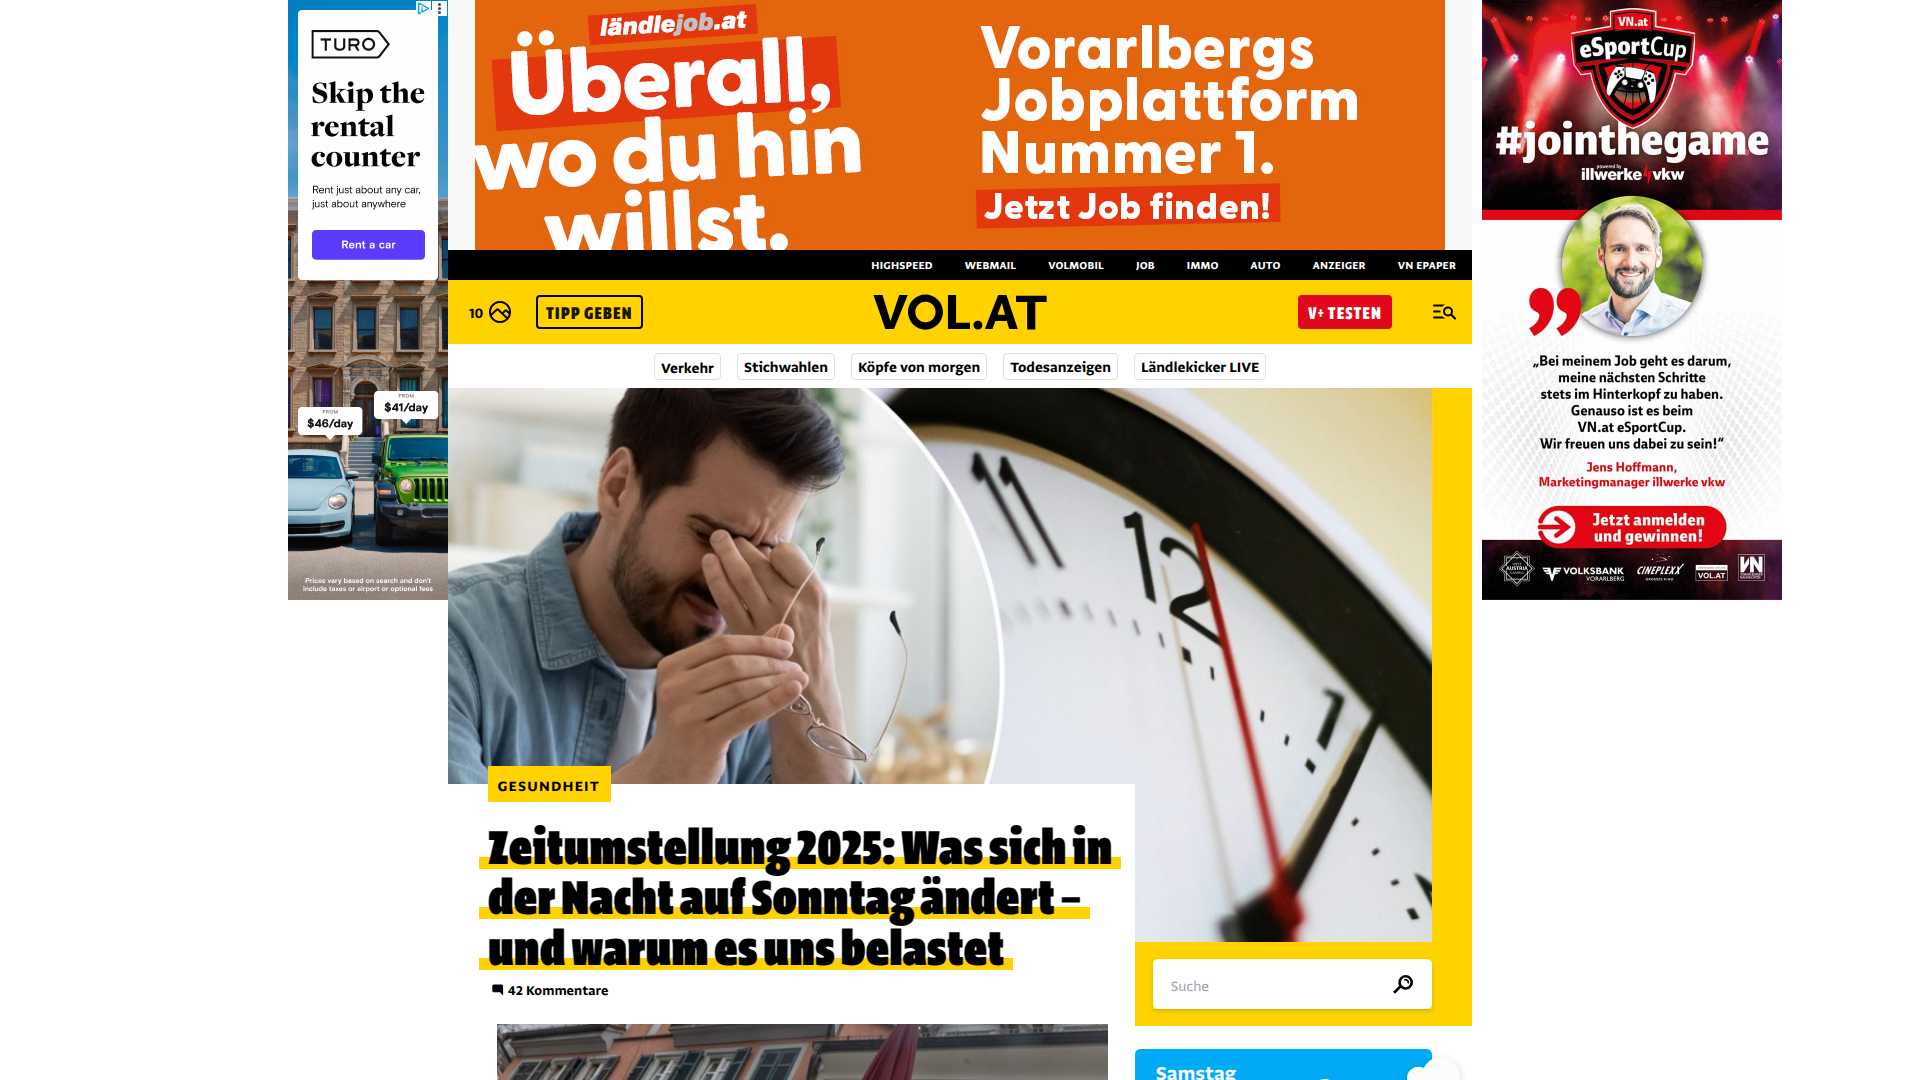 TURO
Skip the
rental
counter
Rent just about any car,
just about anywhere
Rent a car
FROM
$46/day
FROM
$41/day
Prices vary based on search and don't
include taxes or airport or optional fees
ländlejob.at
Überall,
wo du hin
willst.
Vorarlbergs
Jobplattform
Nummer 1.
Jetzt Job finden!
VN.at
eSportCup
#jointhegame
powered by
illwerke vkw
„Bei meinem Job geht es darum,
meine nächsten Schritte
stets im Hinterkopf zu haben.
Genauso ist es beim
VN.at eSportCup.
Wir freuen uns dabei zu sein!“
Jens Hoffmann,
Marketingmanager illwerke vkw
Jetzt anmelden
und gewinnen!
AUSTRIA
VOLKSBANK
VORARLBERG
CINEPLEXX
VOL.AT
VN
HIGHSPEED WEBMAIL VOLMOBIL JOB IMMO AUTO ANZEIGER VN EPAPER
10 TIPP GEBEN VOL.AT V+ TESTEN
Verkehr Stichwahlen Köpfe von morgen Todesanzeigen Ländlekicker LIVE
11
12
1
GESUNDHEIT
Zeitumstellung 2025: Was sich in
der Nacht auf Sonntag ändert –
und warum es uns belastet
42 Kommentare
Suche
Samstag